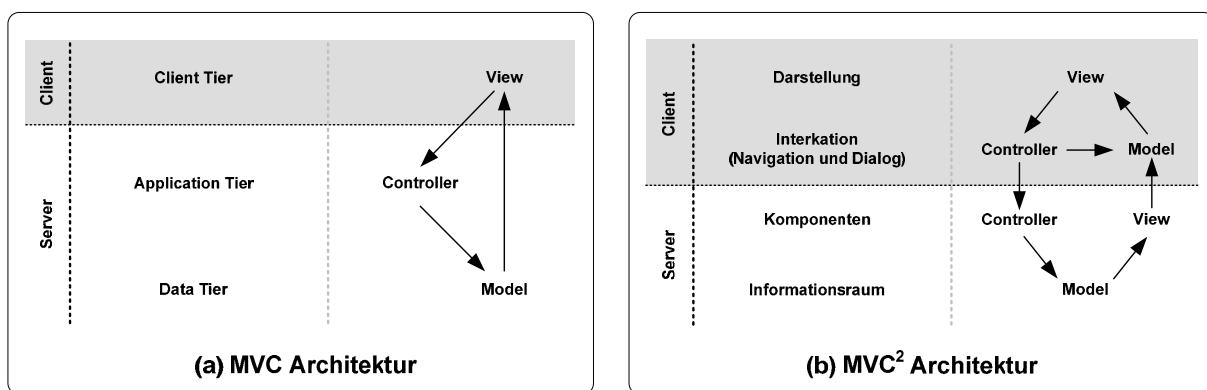 Client
Client Tier
View
Server
Application Tier
Controller
Data Tier
Model
(a) MVC Architektur
Client
Darstellung
View
Interkation
(Navigation und Dialog)
Controller
Model
Server
Komponenten
Controller
View
Informationsraum
Model
(b) MVC² Architektur